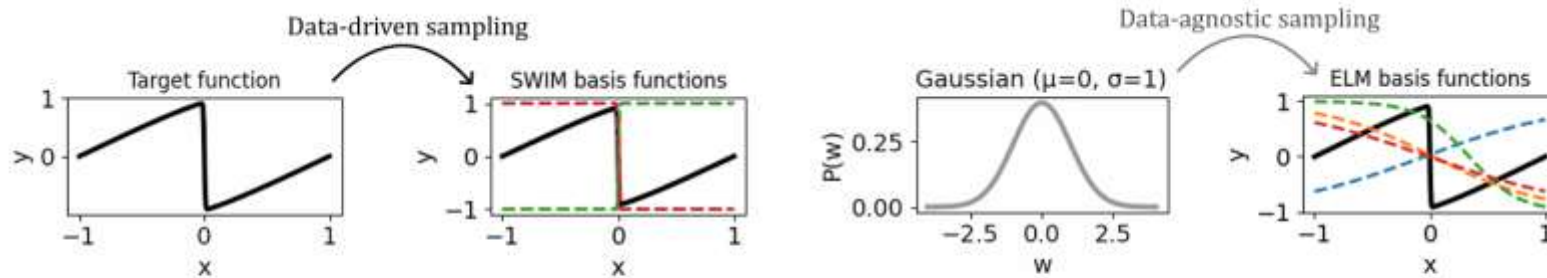 Data-driven sampling
Data-agnostic sampling
Target function
SWIM basis functions
Gaussian (μ=0, σ=1)
ELM basis functions
1
0
y
−1
0
1
x
1
0
−1
y
−1
0
1
x
0.25
0.00
P(w)
−2.5
0.0
2.5
w
1
0
−1
y
−1
0
1
x